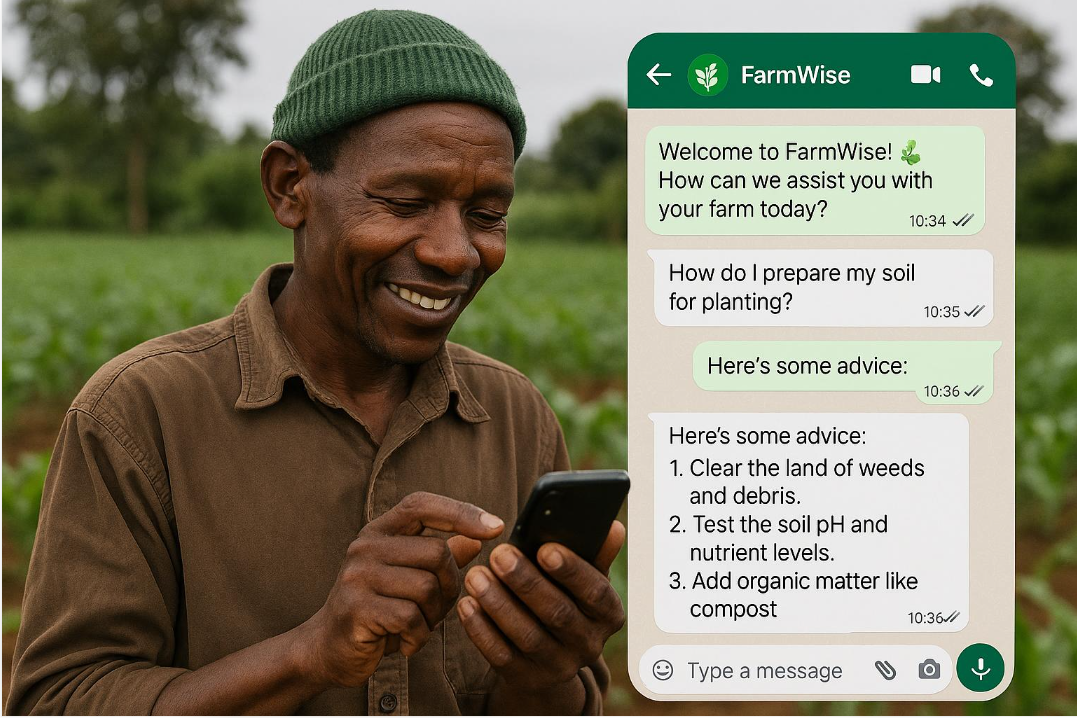 FarmWise
Welcome to FarmWise!
How can we assist you with
your farm today?
10:34
How do I prepare my soil
for planting?
10:35
Here's some advice:
10:36
Here's some advice:
1. Clear the land of weeds
and debris.
2. Test the soil pH and
nutrient levels.
3. Add organic matter like
compost
10:36
Type a message